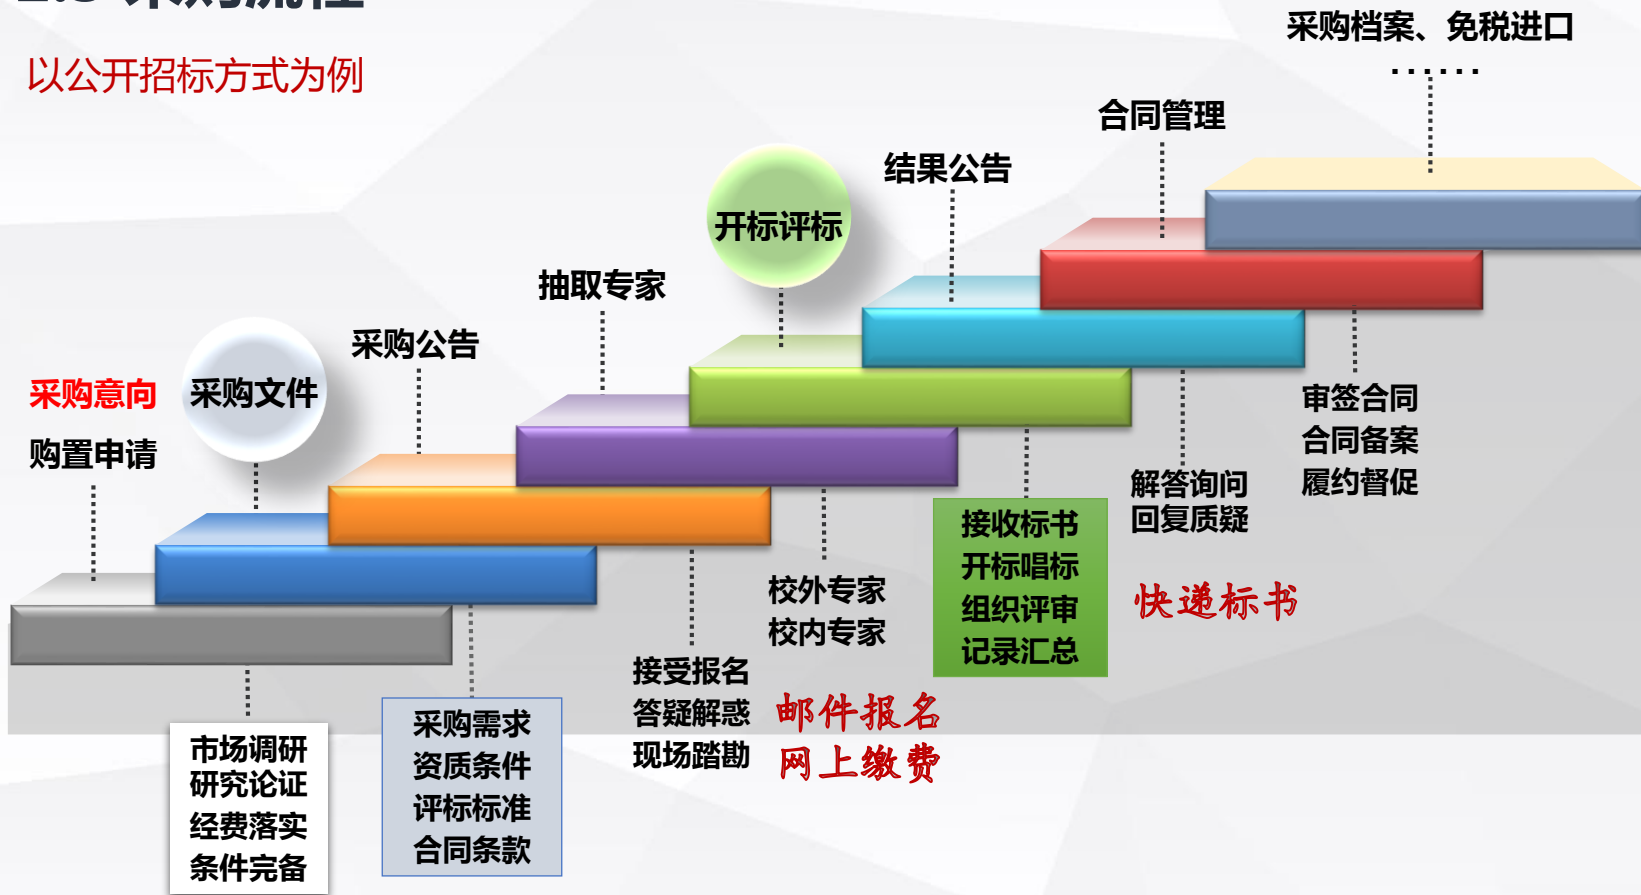 采购流程
以公开招标方式为例
采购档案、免税进口
······
合同管理
结果公告
开标评标
抽取专家
采购公告
采购文件
采购意向
购置申请
审签合同
合同备案
履约督促
解答询问
回复质疑
接收标书
开标唱标
组织评审
记录汇总
快递标书
校外专家
校内专家
接受报名
答疑解惑
现场踏勘
邮件报名
网上缴费
采购需求
资质条件
评标标准
合同条款
市场调研
研究论证
经费落实
条件完备